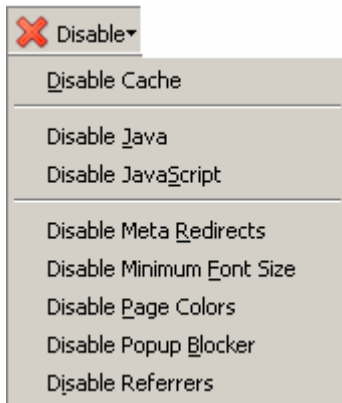 Disable
Disable Cache
Disable Java
Disable JavaScript
Disable Meta Redirects
Disable Minimum Font Size
Disable Page Colors
Disable Popup Blocker
Disable Referrers